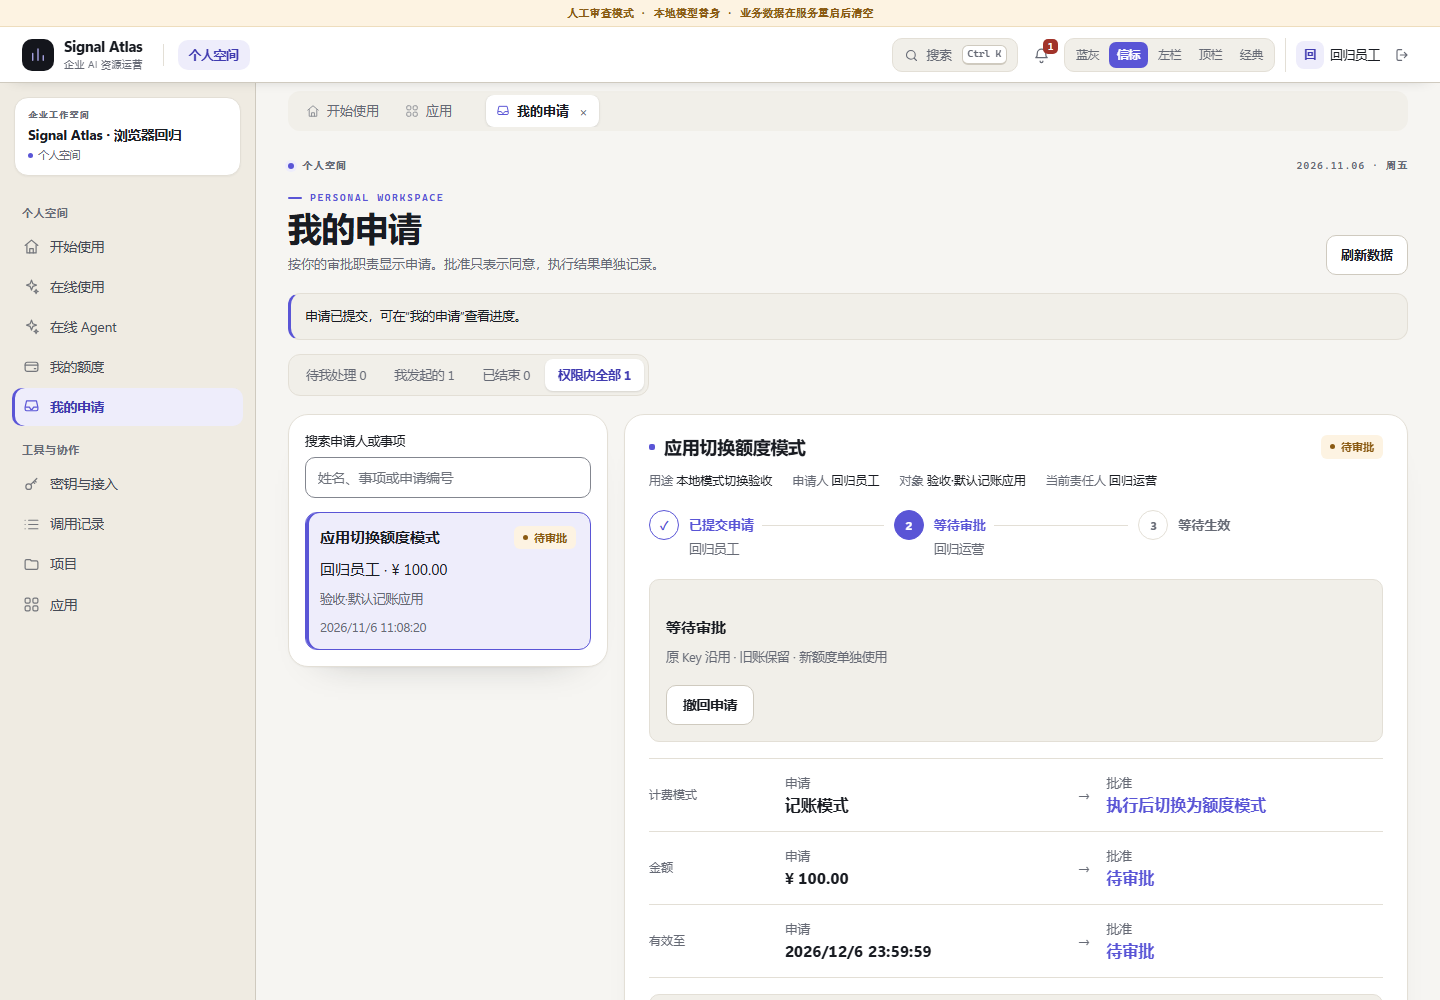 人工审查模式 · 本地模型替身 · 业务数据在服务重启后清空
Signal Atlas
企业 AI 资源运营
个人空间
搜索 Ctrl K
1
蓝灰 信标 左栏 顶栏 经典
回 回归员工
企业工作空间
Signal Atlas · 浏览器回归
个人空间
个人空间
开始使用
在线使用
在线 Agent
我的额度
我的申请
工具与协作
密钥与接入
调用记录
项目
应用
开始使用 应用 我的申请 ×
个人空间
2026.11.06 · 周五
PERSONAL WORKSPACE
我的申请
按你的审批职责显示申请。批准只表示同意，执行结果单独记录。
刷新数据
申请已提交，可在“我的申请”查看进度。
待我处理 0 我发起的 1 已结束 0 权限内全部 1
搜索申请人或事项
姓名、事项或申请编号
应用切换额度模式 待审批
回归员工 · ¥ 100.00
验收·默认记账应用
2026/11/6 11:08:20
应用切换额度模式 待审批
用途 本地模式切换验收 申请人 回归员工 对象 验收·默认记账应用 当前责任人 回归运营
✓ 已提交申请 2 等待审批 3 等待生效
回归员工 回归运营
等待审批
原 Key 沿用 · 旧账保留 · 新额度单独使用
撤回申请
计费模式
申请
记账模式
→
批准
执行后切换为额度模式
金额
申请
¥ 100.00
→
批准
待审批
有效至
申请
2026/12/6 23:59:59
→
批准
待审批